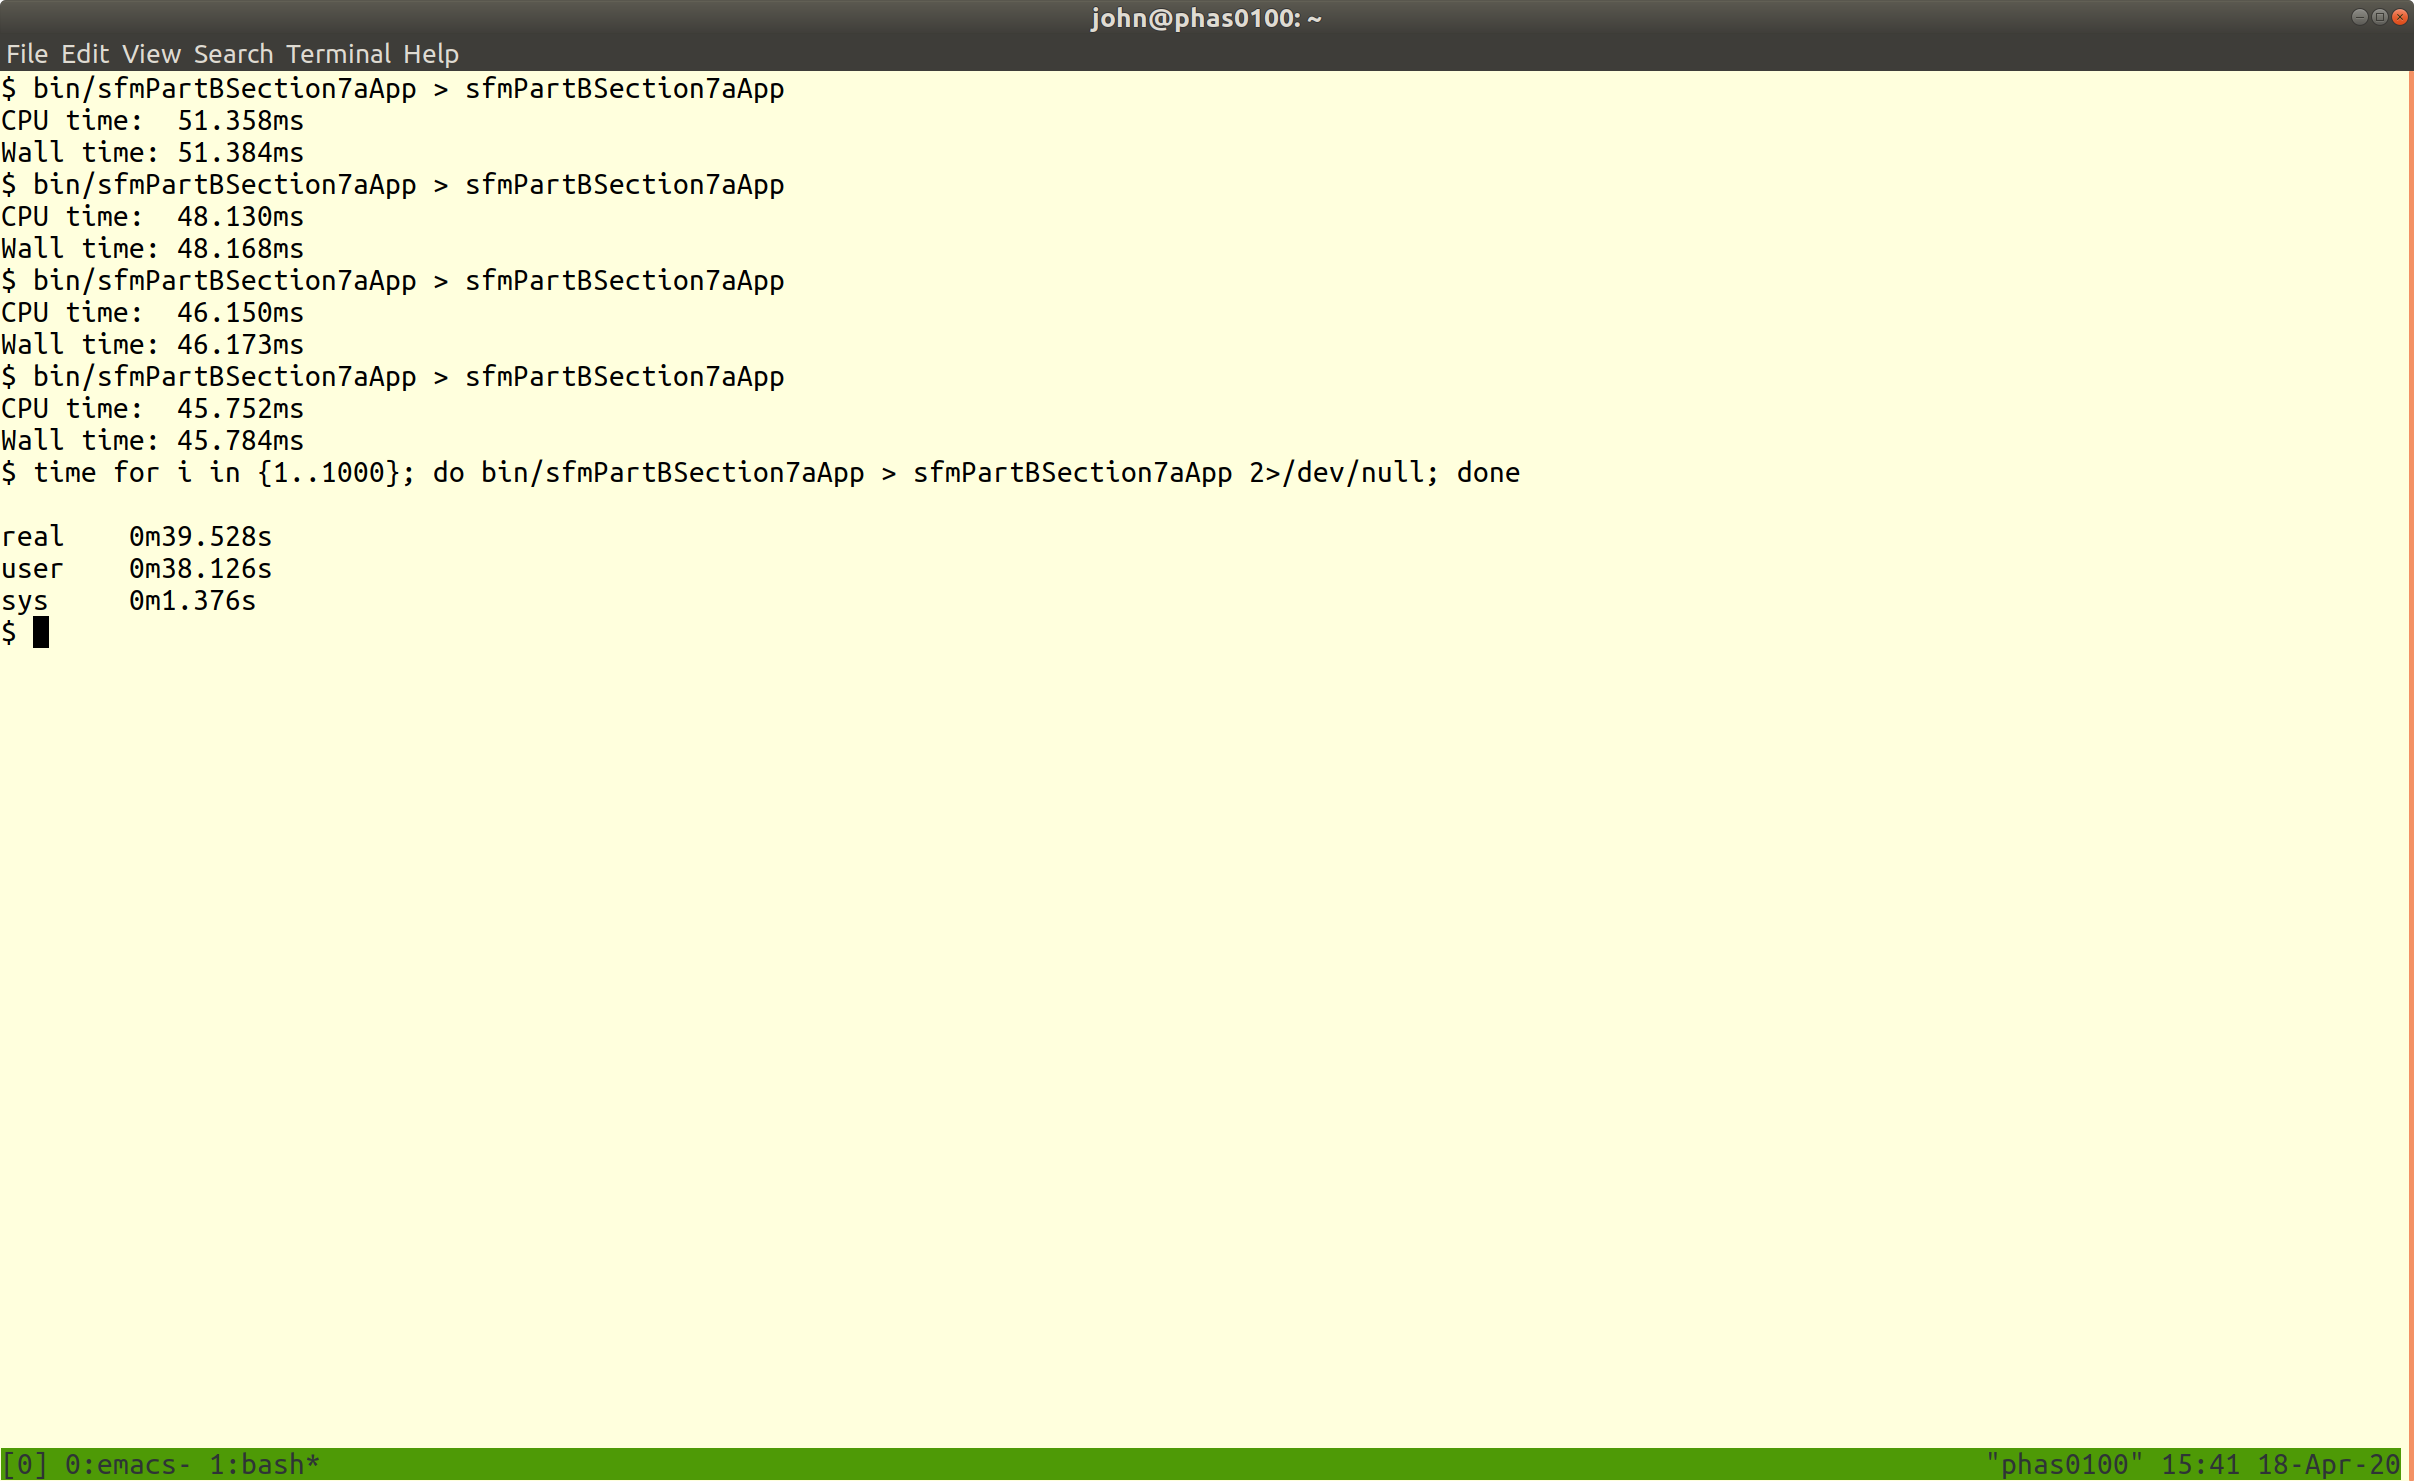 john@phas0100: ~
File Edit View Search Terminal Help
$ bin/sfmPartBSection7aApp > sfmPartBSection7aApp
CPU time:  51.358ms
Wall time: 51.384ms
$ bin/sfmPartBSection7aApp > sfmPartBSection7aApp
CPU time:  48.130ms
Wall time: 48.168ms
$ bin/sfmPartBSection7aApp > sfmPartBSection7aApp
CPU time:  46.150ms
Wall time: 46.173ms
$ bin/sfmPartBSection7aApp > sfmPartBSection7aApp
CPU time:  45.752ms
Wall time: 45.784ms
$ time for i in {1..1000}; do bin/sfmPartBSection7aApp > sfmPartBSection7aApp 2>/dev/null; done
real    0m39.528s
user    0m38.126s
sys     0m1.376s
$
[0] 0:emacs- 1:bash* "phas0100" 15:41 18-Apr-20